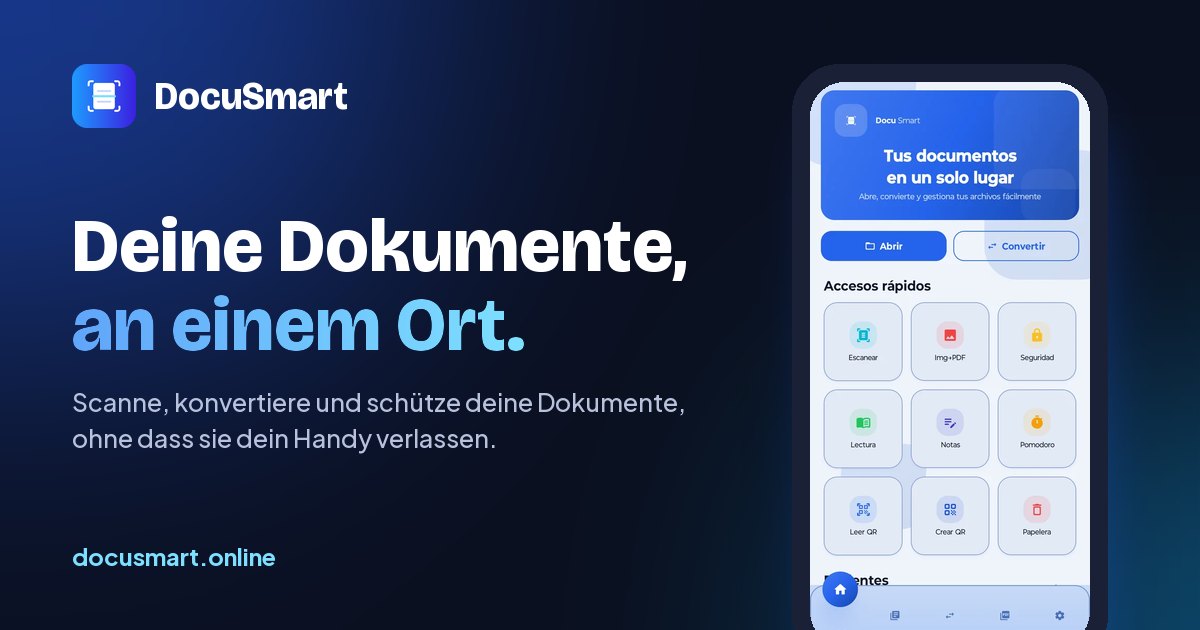 DocuSmart
Deine Dokumente,
an einem Ort.
Scanne, konvertiere und schütze deine Dokumente,
ohne dass sie dein Handy verlassen.
docusmart.online
Docu Smart
Tus documentos
en un solo lugar
Abre, convierte y gestiona tus archivos fácilmente
Abrir
Convertir
Accesos rápidos
Escanear
Img→PDF
Seguridad
Lectura
Notas
Pomodoro
Leer QR
Crear QR
Papelera